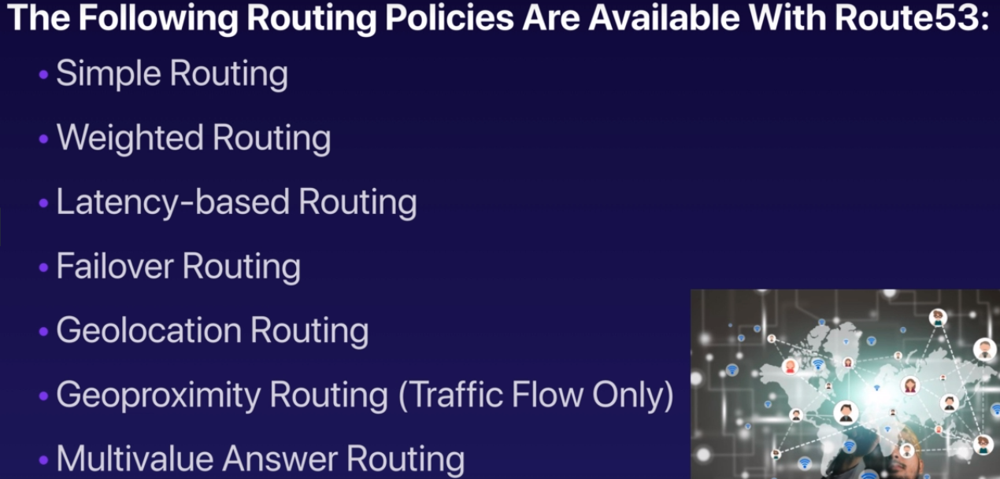 The Following Routing Policies Are Available With Route53:
• Simple Routing
• Weighted Routing
• Latency-based Routing
• Failover Routing
• Geolocation Routing
• Geoproximity Routing (Traffic Flow Only)
• Multivalue Answer Routing